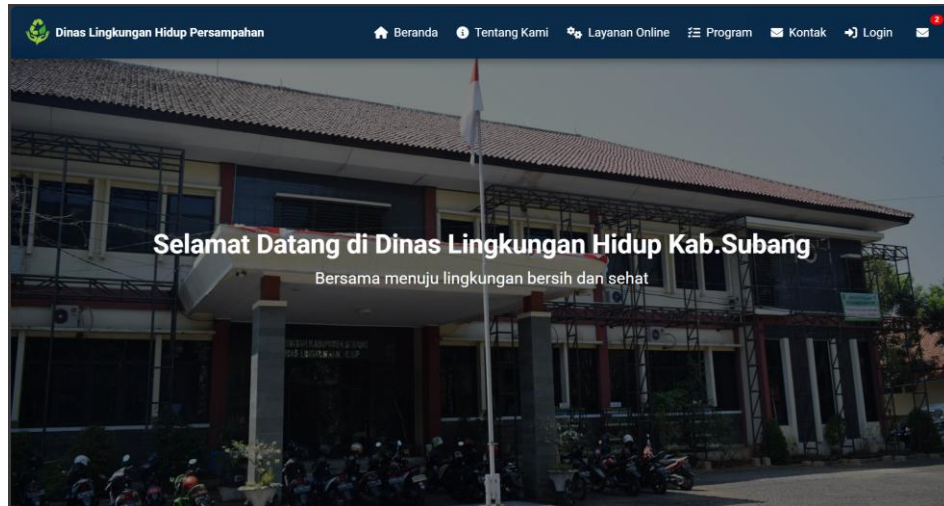 Dinas Lingkungan Hidup Persampahan
Beranda
Tentang Kami
Layanan Online
Program
Kontak
Login
2
Selamat Datang di Dinas Lingkungan Hidup Kab.Subang
Bersama menuju lingkungan bersih dan sehat